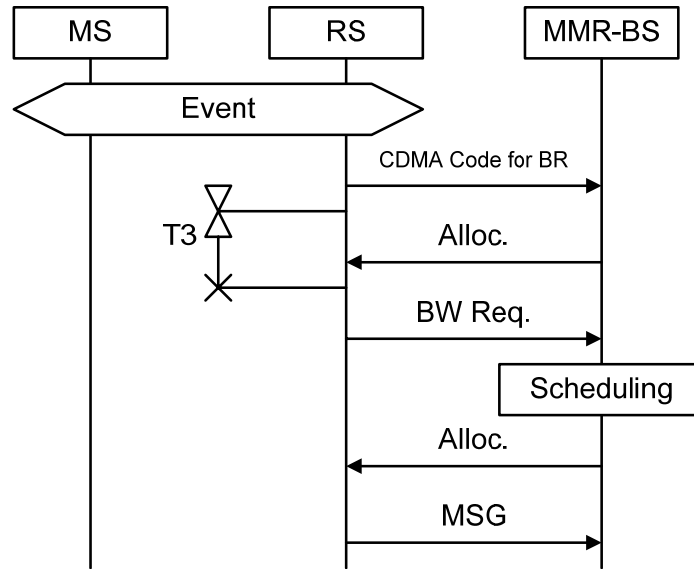 MS
RS
MMR-BS
Event
CDMA Code for BR
T3
Alloc.
BW Req.
Scheduling
Alloc.
MSG